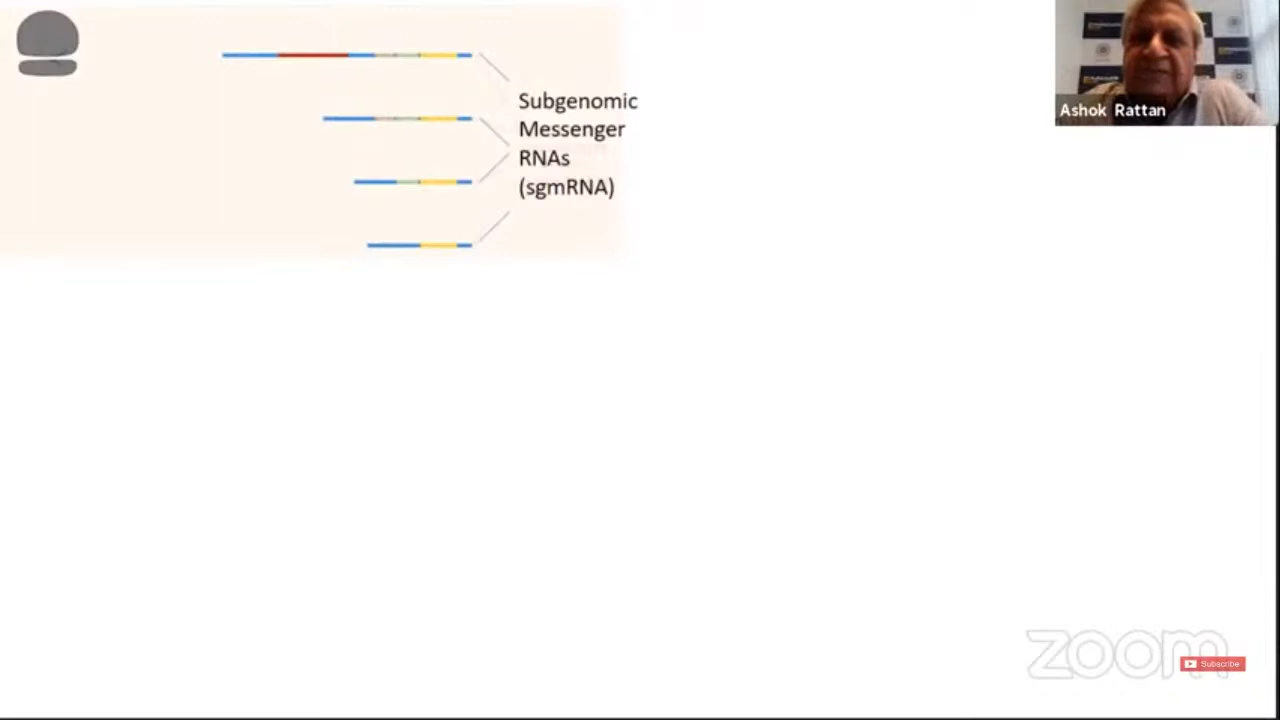 Ashok Rattan
Subgenomic
Messenger
RNAs
(sgmRNA)
zoom
Subscribe